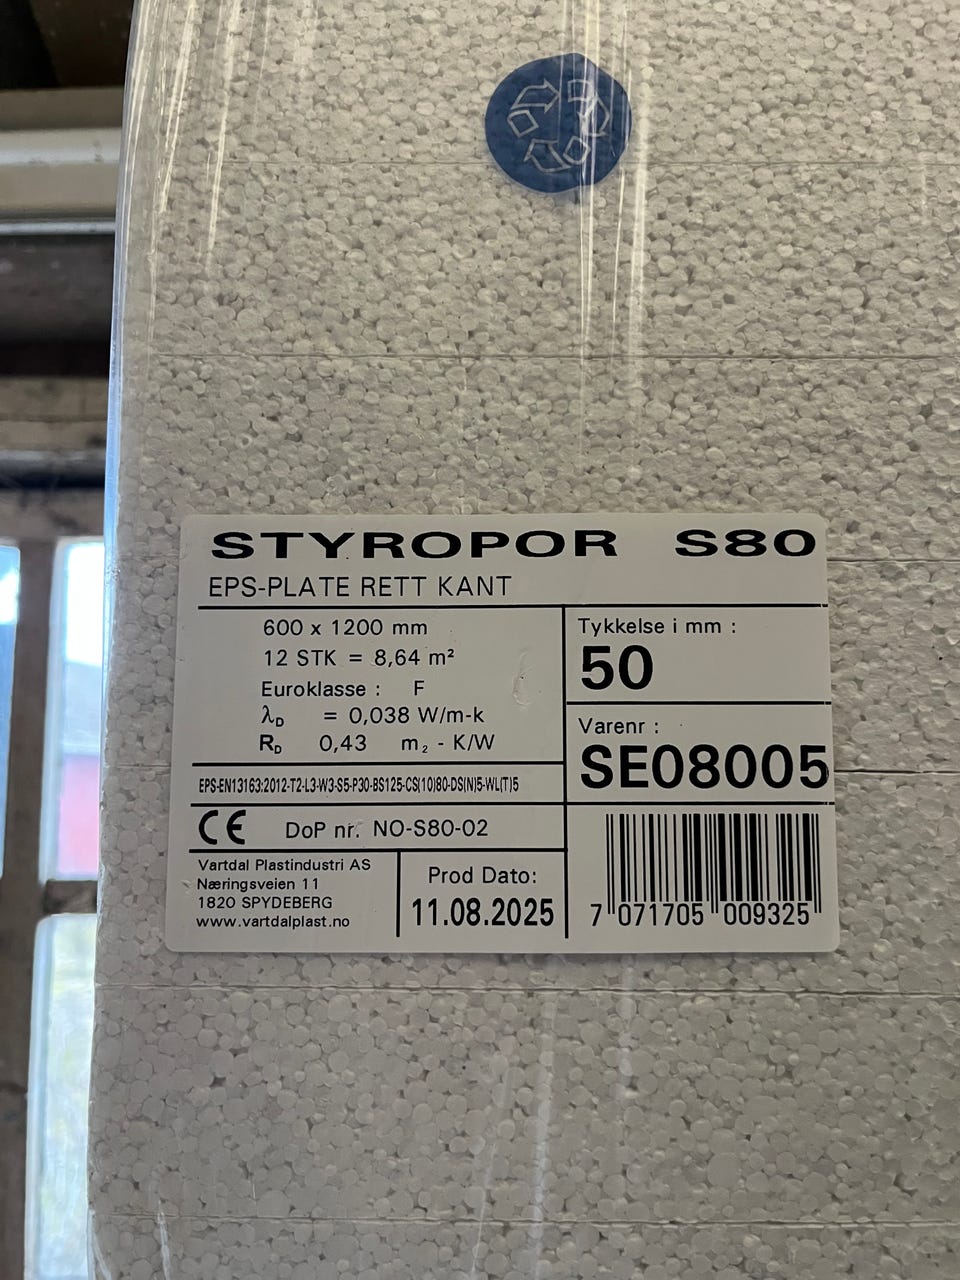 STYROPOR S80
EPS-PLATE RETT KANT
600 x 1200 mm
12 STK = 8,64 m²
Euroklasse : F
λD = 0,038 W/m-k
RD 0,43 m₂ - K/W
Tykkelse i mm :
50
Varenr :
SE08005
EPS-EN13163:2012-T2-L3-W3-S5-P30-BS125-CS(10)80-DS(N)5-WL(T)5
CE DoP nr. NO-S80-02
Vartdal Plastindustri AS
Næringsveien 11
1820 SPYDEBERG
www.vartdalplast.no
Prod Dato:
11.08.2025
7 071705 009325